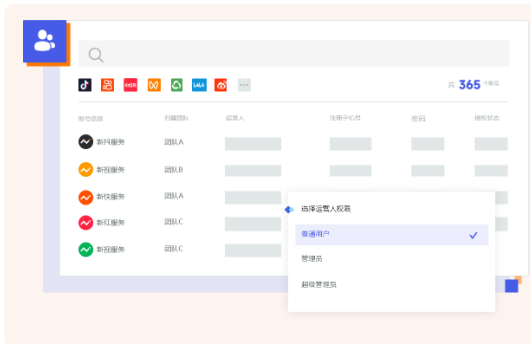 共 365 个账号
账号信息 归属团队 运营人 注册手机号 密码 授权状态
新抖服务 团队A
新视服务 团队B
新快服务 团队A
新红服务 团队C
新视服务 团队C
选择运营人权限
普通用户
管理员
超级管理员